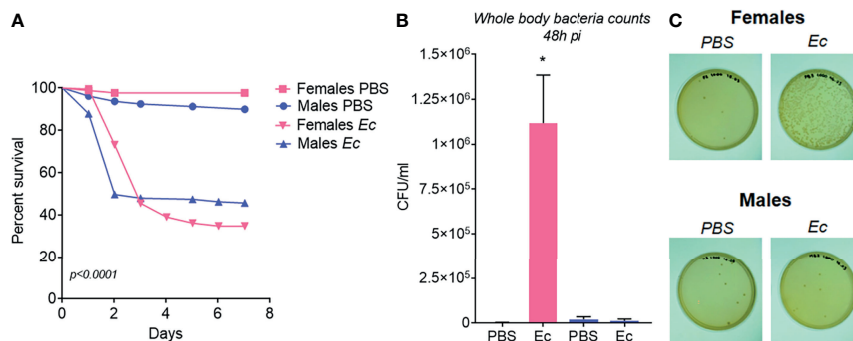 A
Percent survival
100
80
60
40
20
0
p<0.0001
0 2 4 6 8
Days
Females PBS
Males PBS
Females Ec
Males Ec
B
Whole body bacteria counts
48h pi
CFU/ml
1.5×10⁶
1.25×10⁶
1×10⁶
7.5×10⁵
5×10⁵
2.5×10⁵
0
*
PBS Ec PBS Ec
C
Females
PBS Ec
Males
PBS Ec